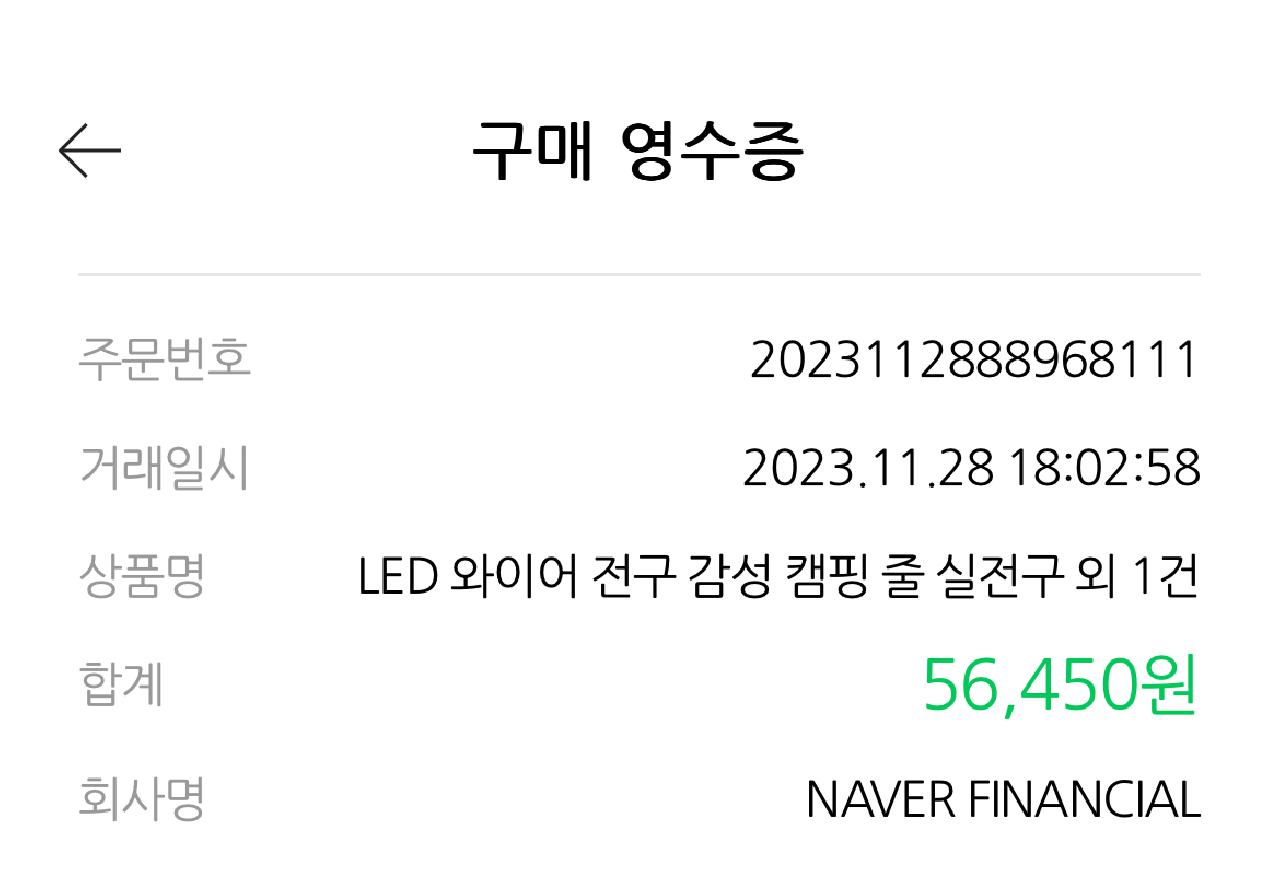 구매 영수증
주문번호 2023112888968111
거래일시 2023.11.28 18:02:58
상품명 LED 와이어 전구 감성 캠핑 줄 실전구 외 1건
합계 56,450원
회사명 NAVER FINANCIAL